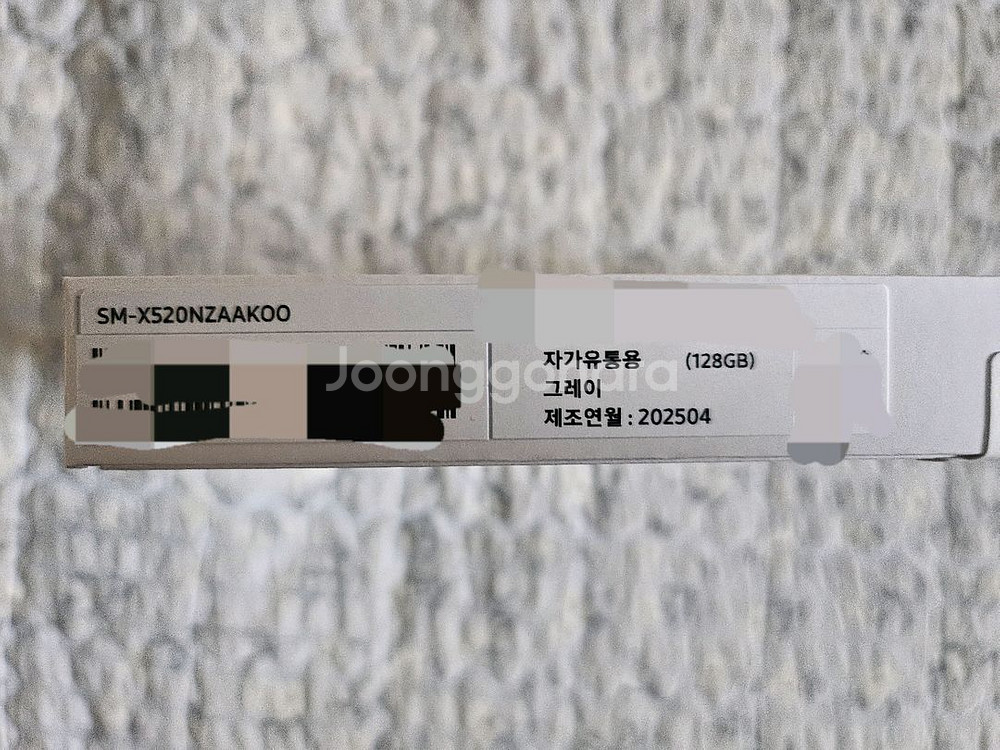 SM-X520NZAAKOO
자가유통용 (128GB)
Joonggonara
그레이
제조연월 : 202504